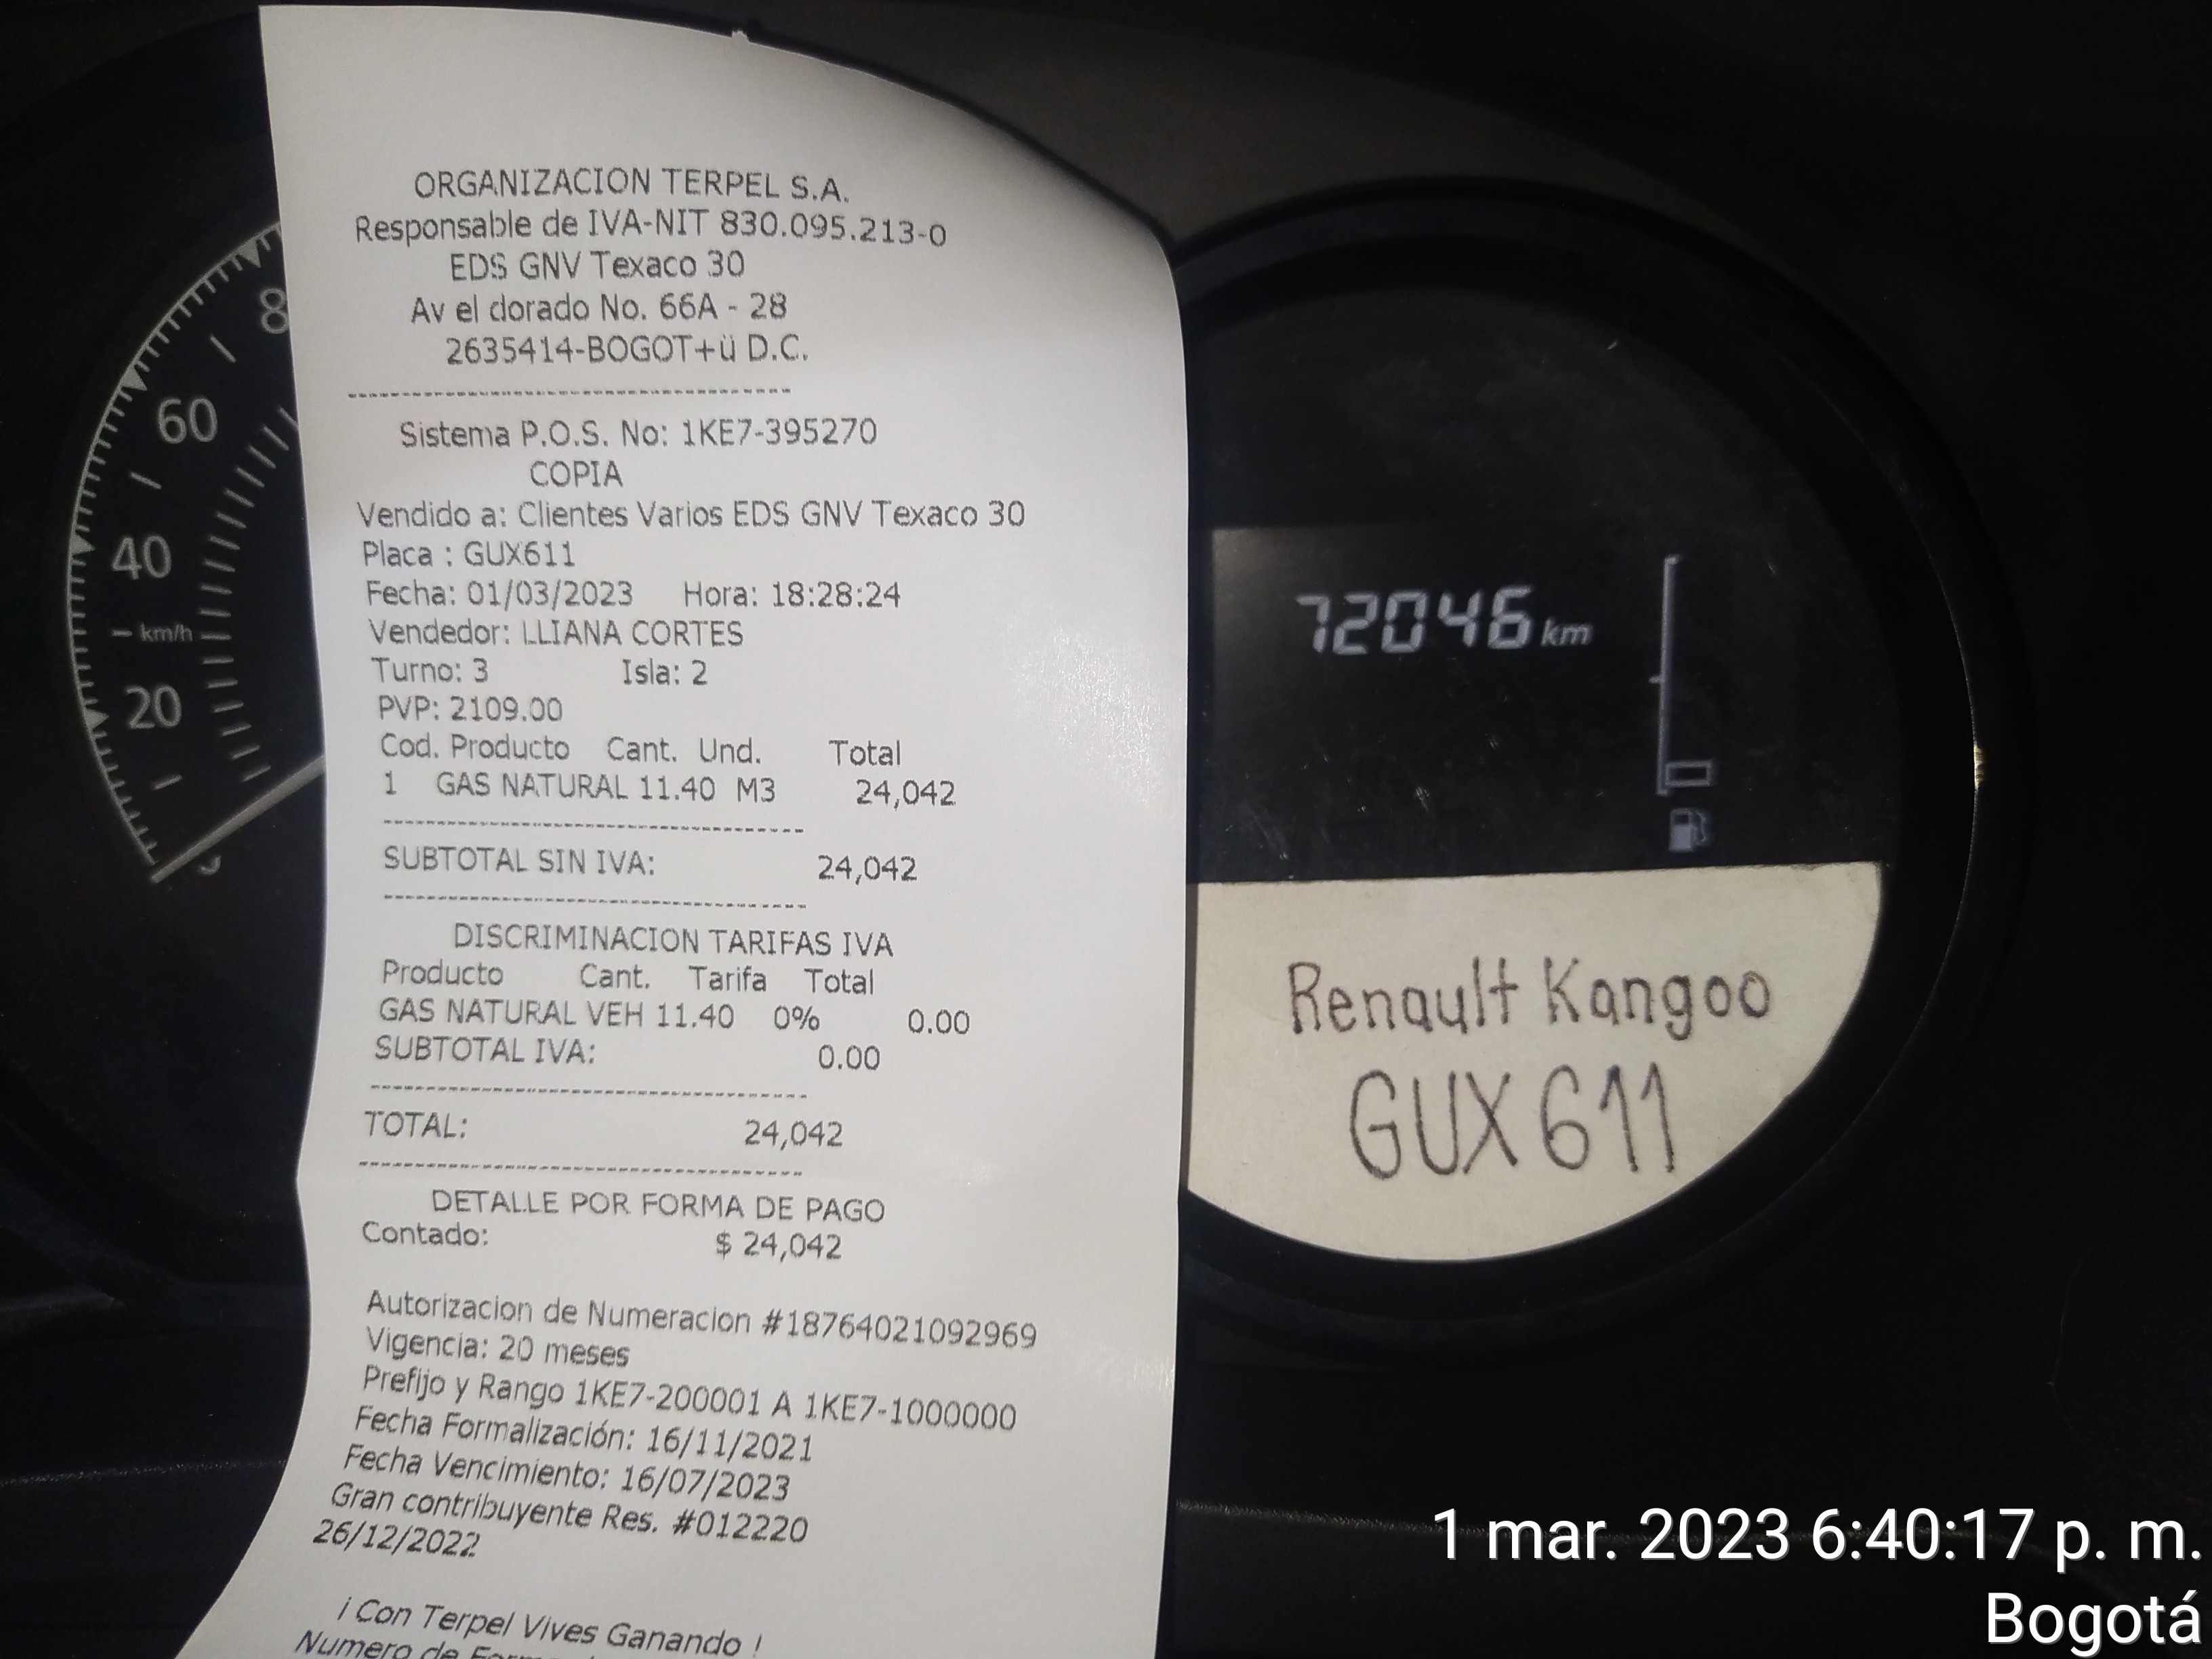 ORGANIZACION TERPEL S.A.
Responsable de IVA-NIT 830.095.213-0
EDS GNV Texaco 30
Av el dorado No. 66A - 28
2635414-BOGOT+ü D.C.
Sistema P.O.S. No: 1KE7-395270
COPIA
Vendido a: Clientes Varios EDS GNV Texaco 30
Placa : GUX611
Fecha: 01/03/2023 Hora: 18:28:24
Vendedor: LLIANA CORTES
Turno: 3 Isla: 2
PVP: 2109.00
Cod. Producto Cant. Und. Total
1 GAS NATURAL 11.40 M3 24,042
SUBTOTAL SIN IVA: 24,042
DISCRIMINACION TARIFAS IVA
Producto Cant. Tarifa Total
GAS NATURAL VEH 11.40 0% 0.00
SUBTOTAL IVA: 0.00
TOTAL: 24,042
DETALLE POR FORMA DE PAGO
Contado: $ 24,042
Autorizacion de Numeracion #18764021092969
Vigencia: 20 meses
Prefijo y Rango 1KE7-200001 A 1KE7-1000000
Fecha Formalización: 16/11/2021
Fecha Vencimiento: 16/07/2023
Gran contribuyente Res. #012220
26/12/2022
¡ Con Terpel Vives Ganando !
Numero de
8
60
40
km/h
20
72046 km
Renault Kangoo
GUX611
1 mar. 2023 6:40:17 p. m.
Bogotá